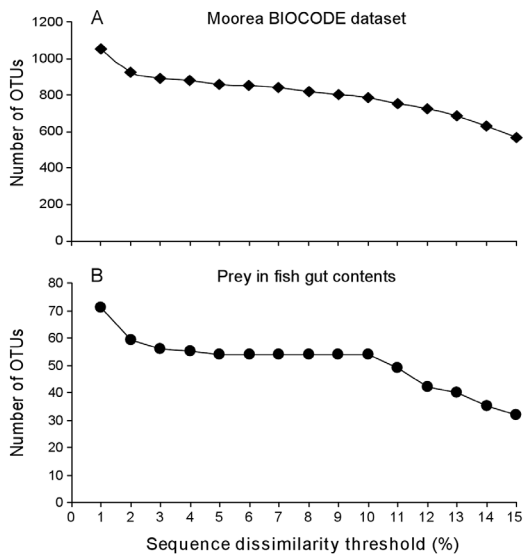 A Moorea BIOCODE dataset
1200
1000
800
600
400
200
0
Number of OTUs
B Prey in fish gut contents
80
70
60
50
40
30
20
10
0
Number of OTUs
0 1 2 3 4 5 6 7 8 9 10 11 12 13 14 15
Sequence dissimilarity threshold (%)